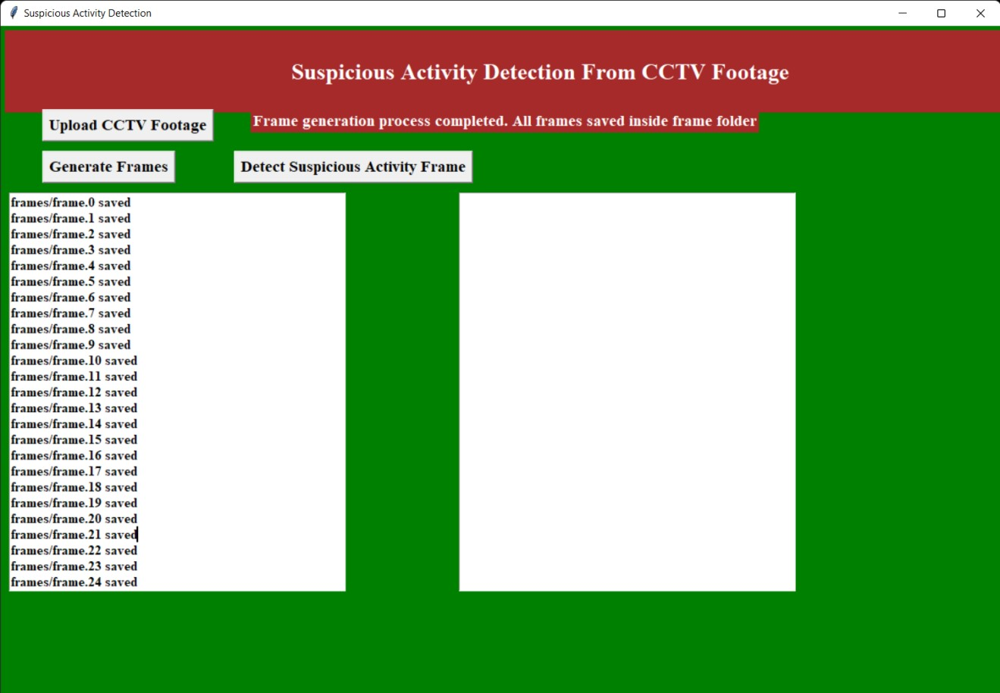 Suspicious Activity Detection
Suspicious Activity Detection From CCTV Footage
Upload CCTV Footage
Frame generation process completed. All frames saved inside frame folder
Generate Frames
Detect Suspicious Activity Frame
frames/frame.0 saved
frames/frame.1 saved
frames/frame.2 saved
frames/frame.3 saved
frames/frame.4 saved
frames/frame.5 saved
frames/frame.6 saved
frames/frame.7 saved
frames/frame.8 saved
frames/frame.9 saved
frames/frame.10 saved
frames/frame.11 saved
frames/frame.12 saved
frames/frame.13 saved
frames/frame.14 saved
frames/frame.15 saved
frames/frame.16 saved
frames/frame.17 saved
frames/frame.18 saved
frames/frame.19 saved
frames/frame.20 saved
frames/frame.21 saved
frames/frame.22 saved
frames/frame.23 saved
frames/frame.24 saved